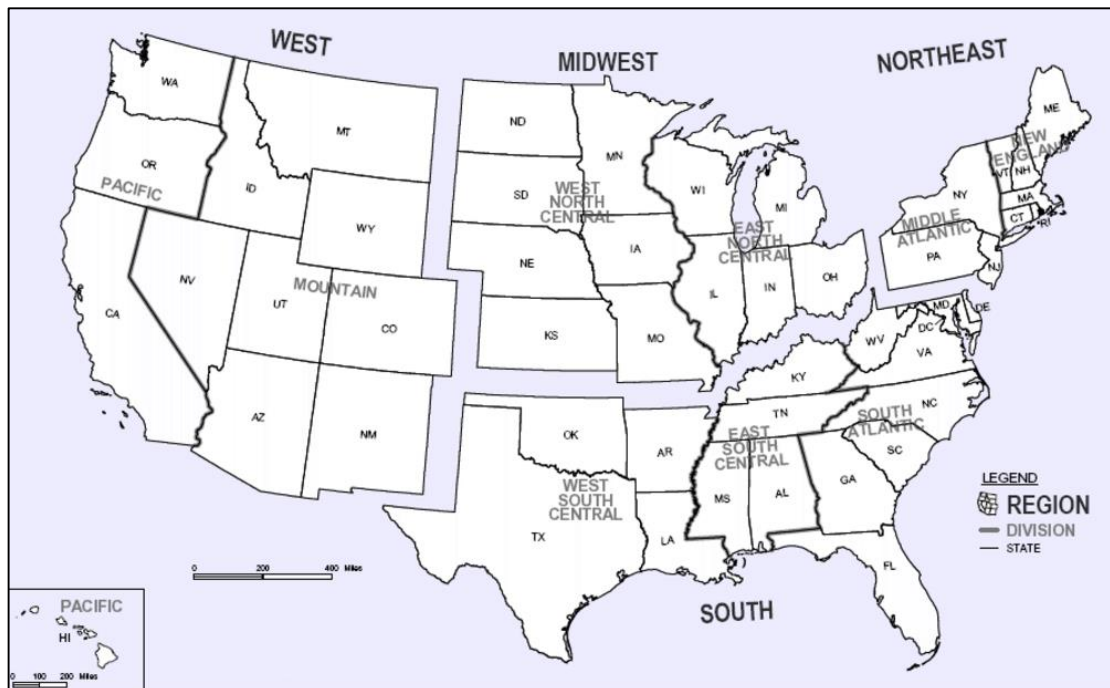 WEST
MIDWEST
NORTHEAST
WA
MT
OR
ID
WY
PACIFIC
NV
UT
CO
MOUNTAIN
CA
AZ
NM
ND
MN
SD
WEST
NORTH
CENTRAL
NE
IA
KS
MO
WI
MI
EAST
NORTH
CENTRAL
IL
IN
OH
ME
NEW
ENGLAND
VT
NH
NY
MA
CT
RI
MIDDLE
ATLANTIC
PA
NJ
MD
DE
WV
DC
VA
KY
TN
NC
SOUTH
ATLANTIC
SC
EAST
SOUTH
CENTRAL
MS
AL
GA
FL
OK
AR
WEST
SOUTH
CENTRAL
TX
LA
SOUTH
LEGEND
REGION
DIVISION
STATE
0 200 400 Miles
PACIFIC
HI
0 100 200 Miles